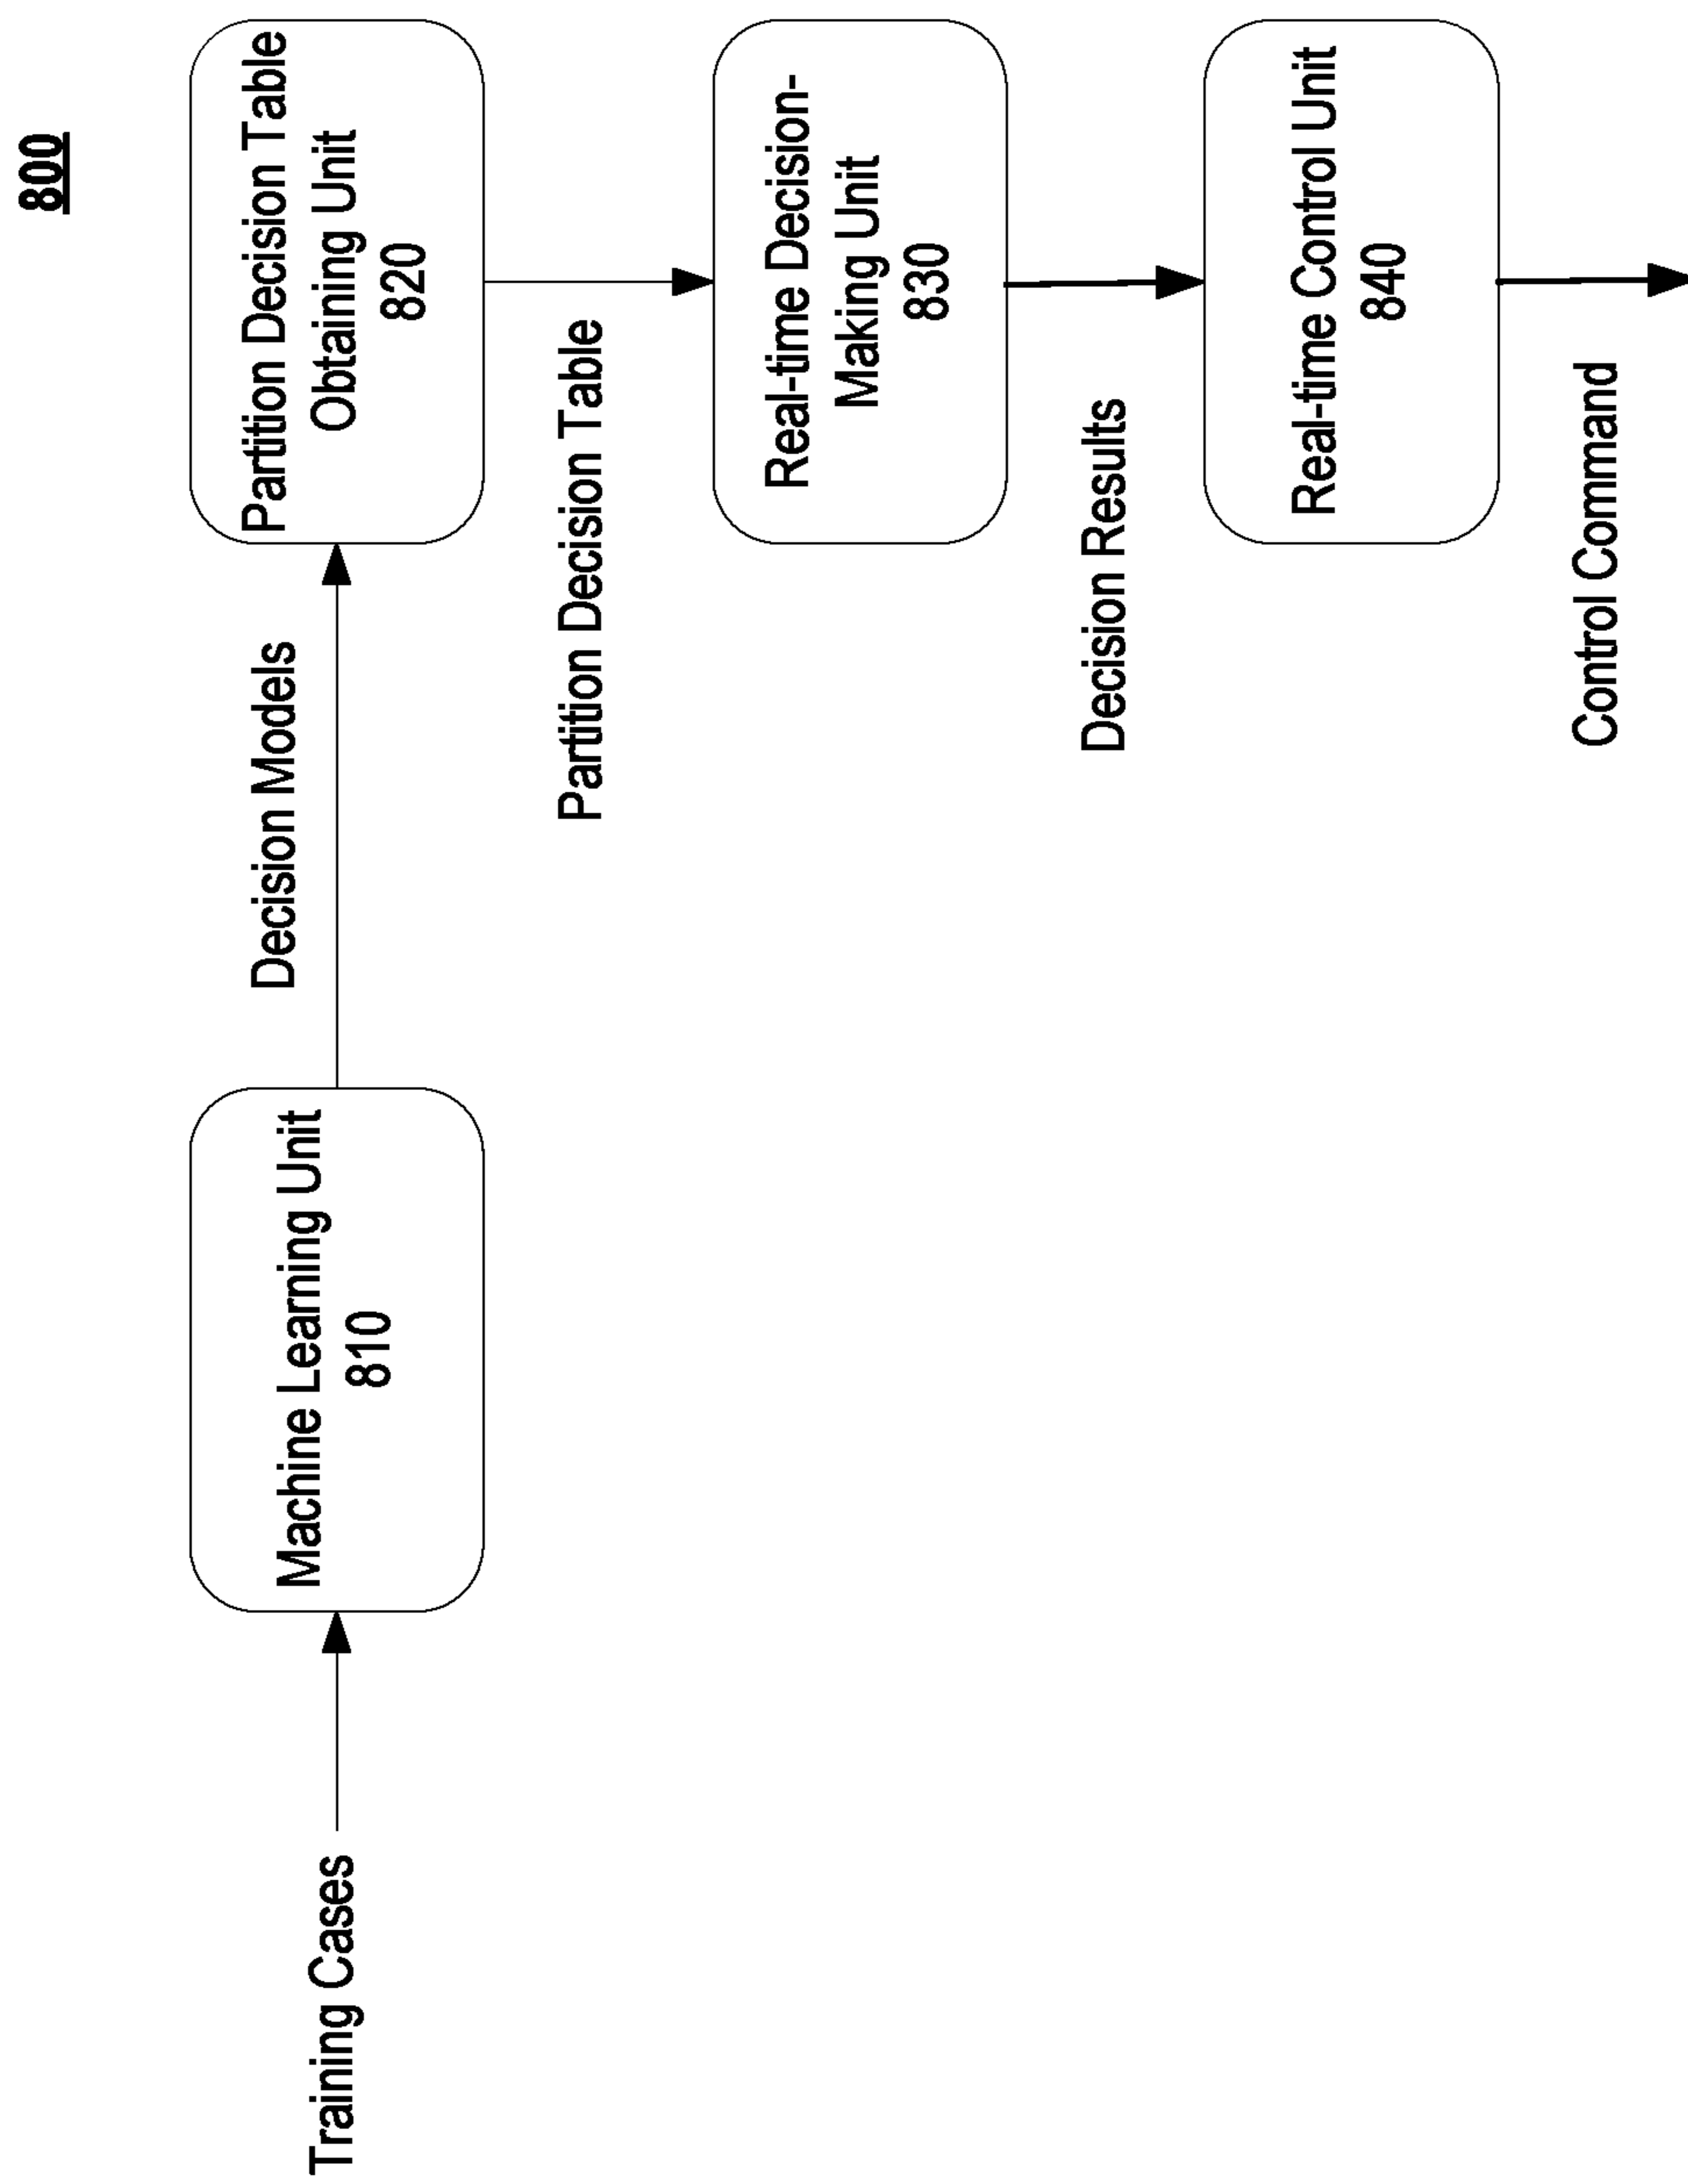 800
Training Cases
Machine Learning Unit
810
Decision Models
Partition Decision Table
Obtaining Unit
820
Partition Decision Table
Real-time Decision-
Making Unit
830
Decision Results
Real-time Control Unit
840
Control Command